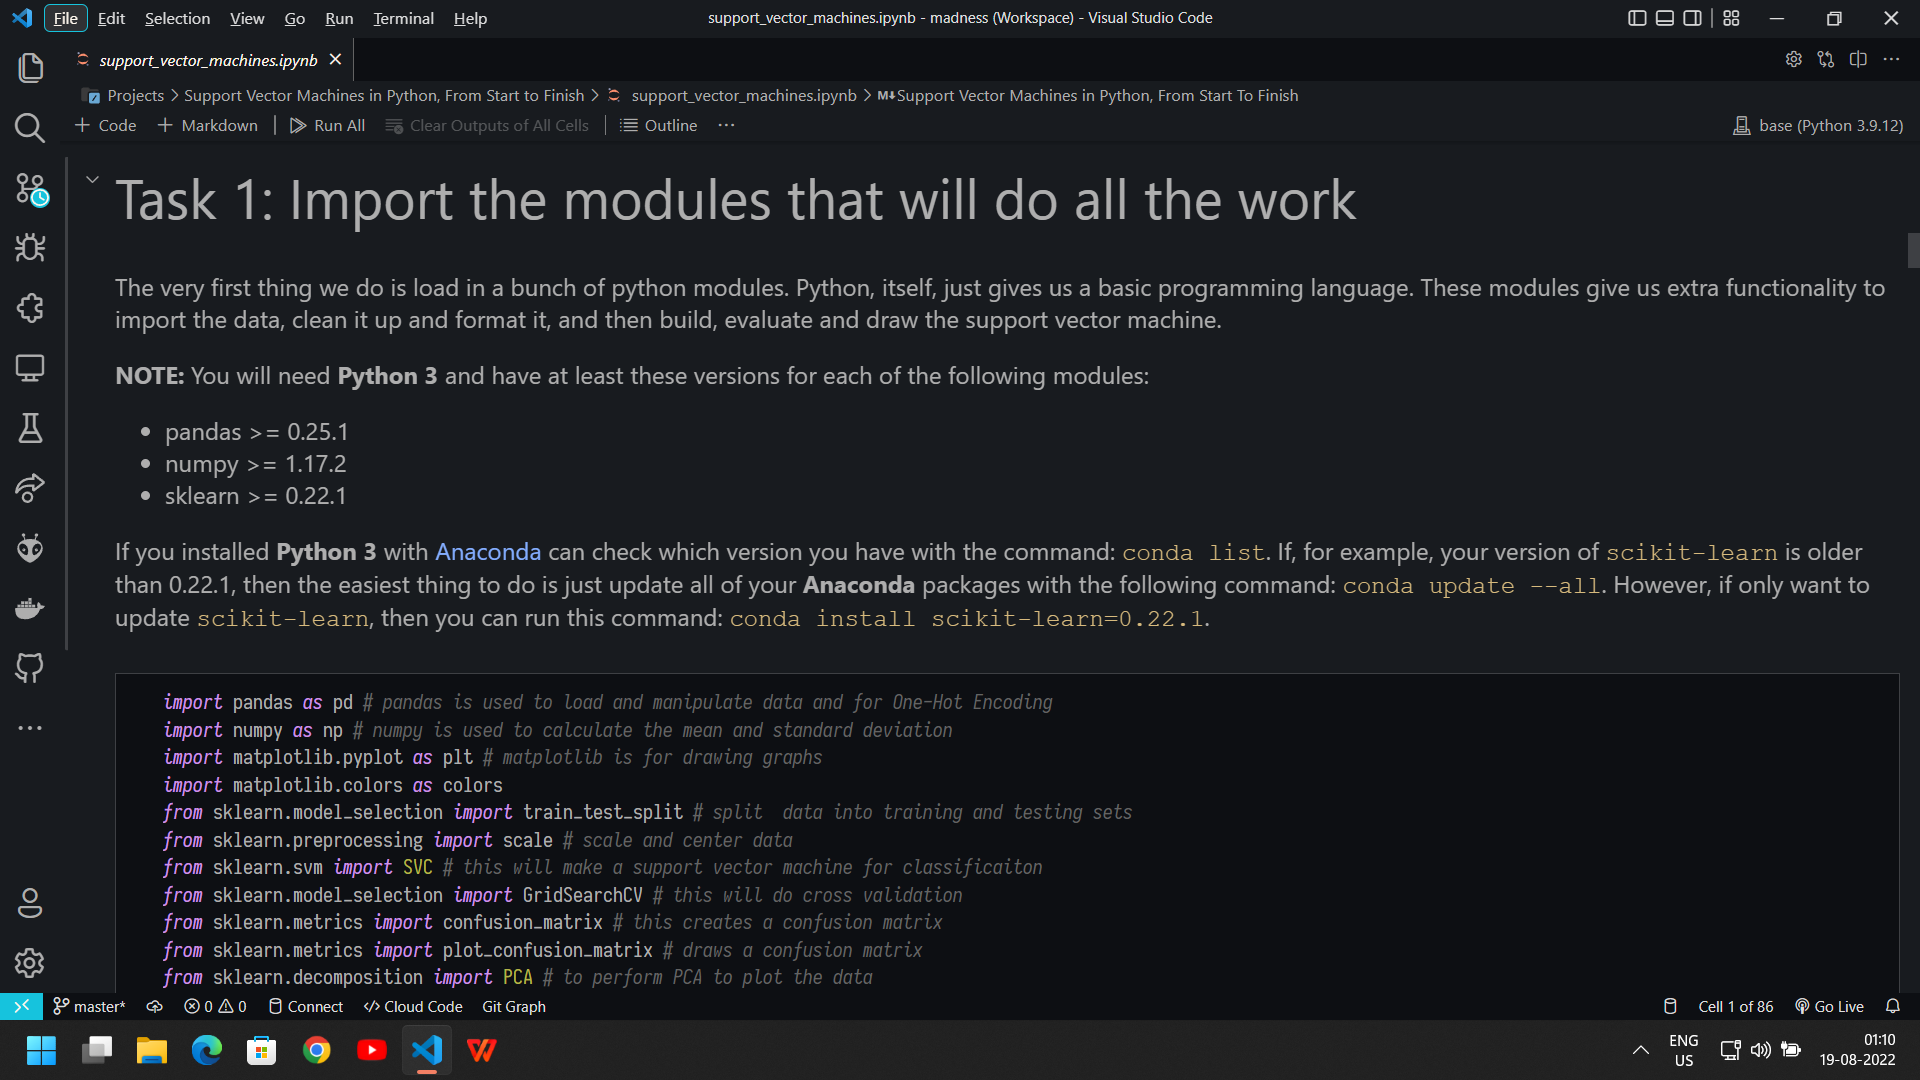 File Edit Selection View Go Run Terminal Help
support_vector_machines.ipynb - madness (Workspace) - Visual Studio Code
support_vector_machines.ipynb
Projects > Support Vector Machines in Python, From Start to Finish > support_vector_machines.ipynb > M↓Support Vector Machines in Python, From Start To Finish
+ Code + Markdown Run All Clear Outputs of All Cells Outline ··· base (Python 3.9.12)
Task 1: Import the modules that will do all the work
The very first thing we do is load in a bunch of python modules. Python, itself, just gives us a basic programming language. These modules give us extra functionality to
import the data, clean it up and format it, and then build, evaluate and draw the support vector machine.
NOTE: You will need Python 3 and have at least these versions for each of the following modules:
• pandas >= 0.25.1
• numpy >= 1.17.2
• sklearn >= 0.22.1
If you installed Python 3 with Anaconda can check which version you have with the command: conda list. If, for example, your version of scikit-learn is older
than 0.22.1, then the easiest thing to do is just update all of your Anaconda packages with the following command: conda update --all. However, if only want to
update scikit-learn, then you can run this command: conda install scikit-learn=0.22.1.
import pandas as pd # pandas is used to load and manipulate data and for One-Hot Encoding
import numpy as np # numpy is used to calculate the mean and standard deviation
import matplotlib.pyplot as plt # matplotlib is for drawing graphs
import matplotlib.colors as colors
from sklearn.model_selection import train_test_split # split  data into training and testing sets
from sklearn.preprocessing import scale # scale and center data
from sklearn.svm import SVC # this will make a support vector machine for classificaiton
from sklearn.model_selection import GridSearchCV # this will do cross validation
from sklearn.metrics import confusion_matrix # this creates a confusion matrix
from sklearn.metrics import plot_confusion_matrix # draws a confusion matrix
from sklearn.decomposition import PCA # to perform PCA to plot the data
master* 0 0 Connect Cloud Code Git Graph Cell 1 of 86 Go Live
ENG
US
01:10
19-08-2022